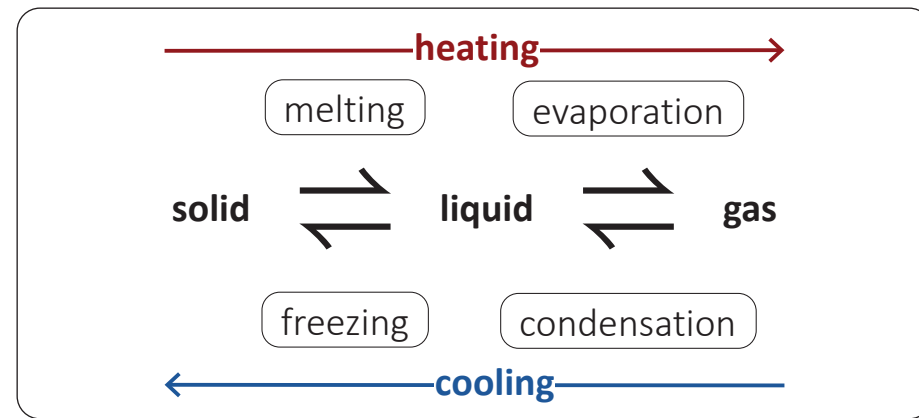 heating
melting evaporation
solid liquid gas
freezing condensation
cooling